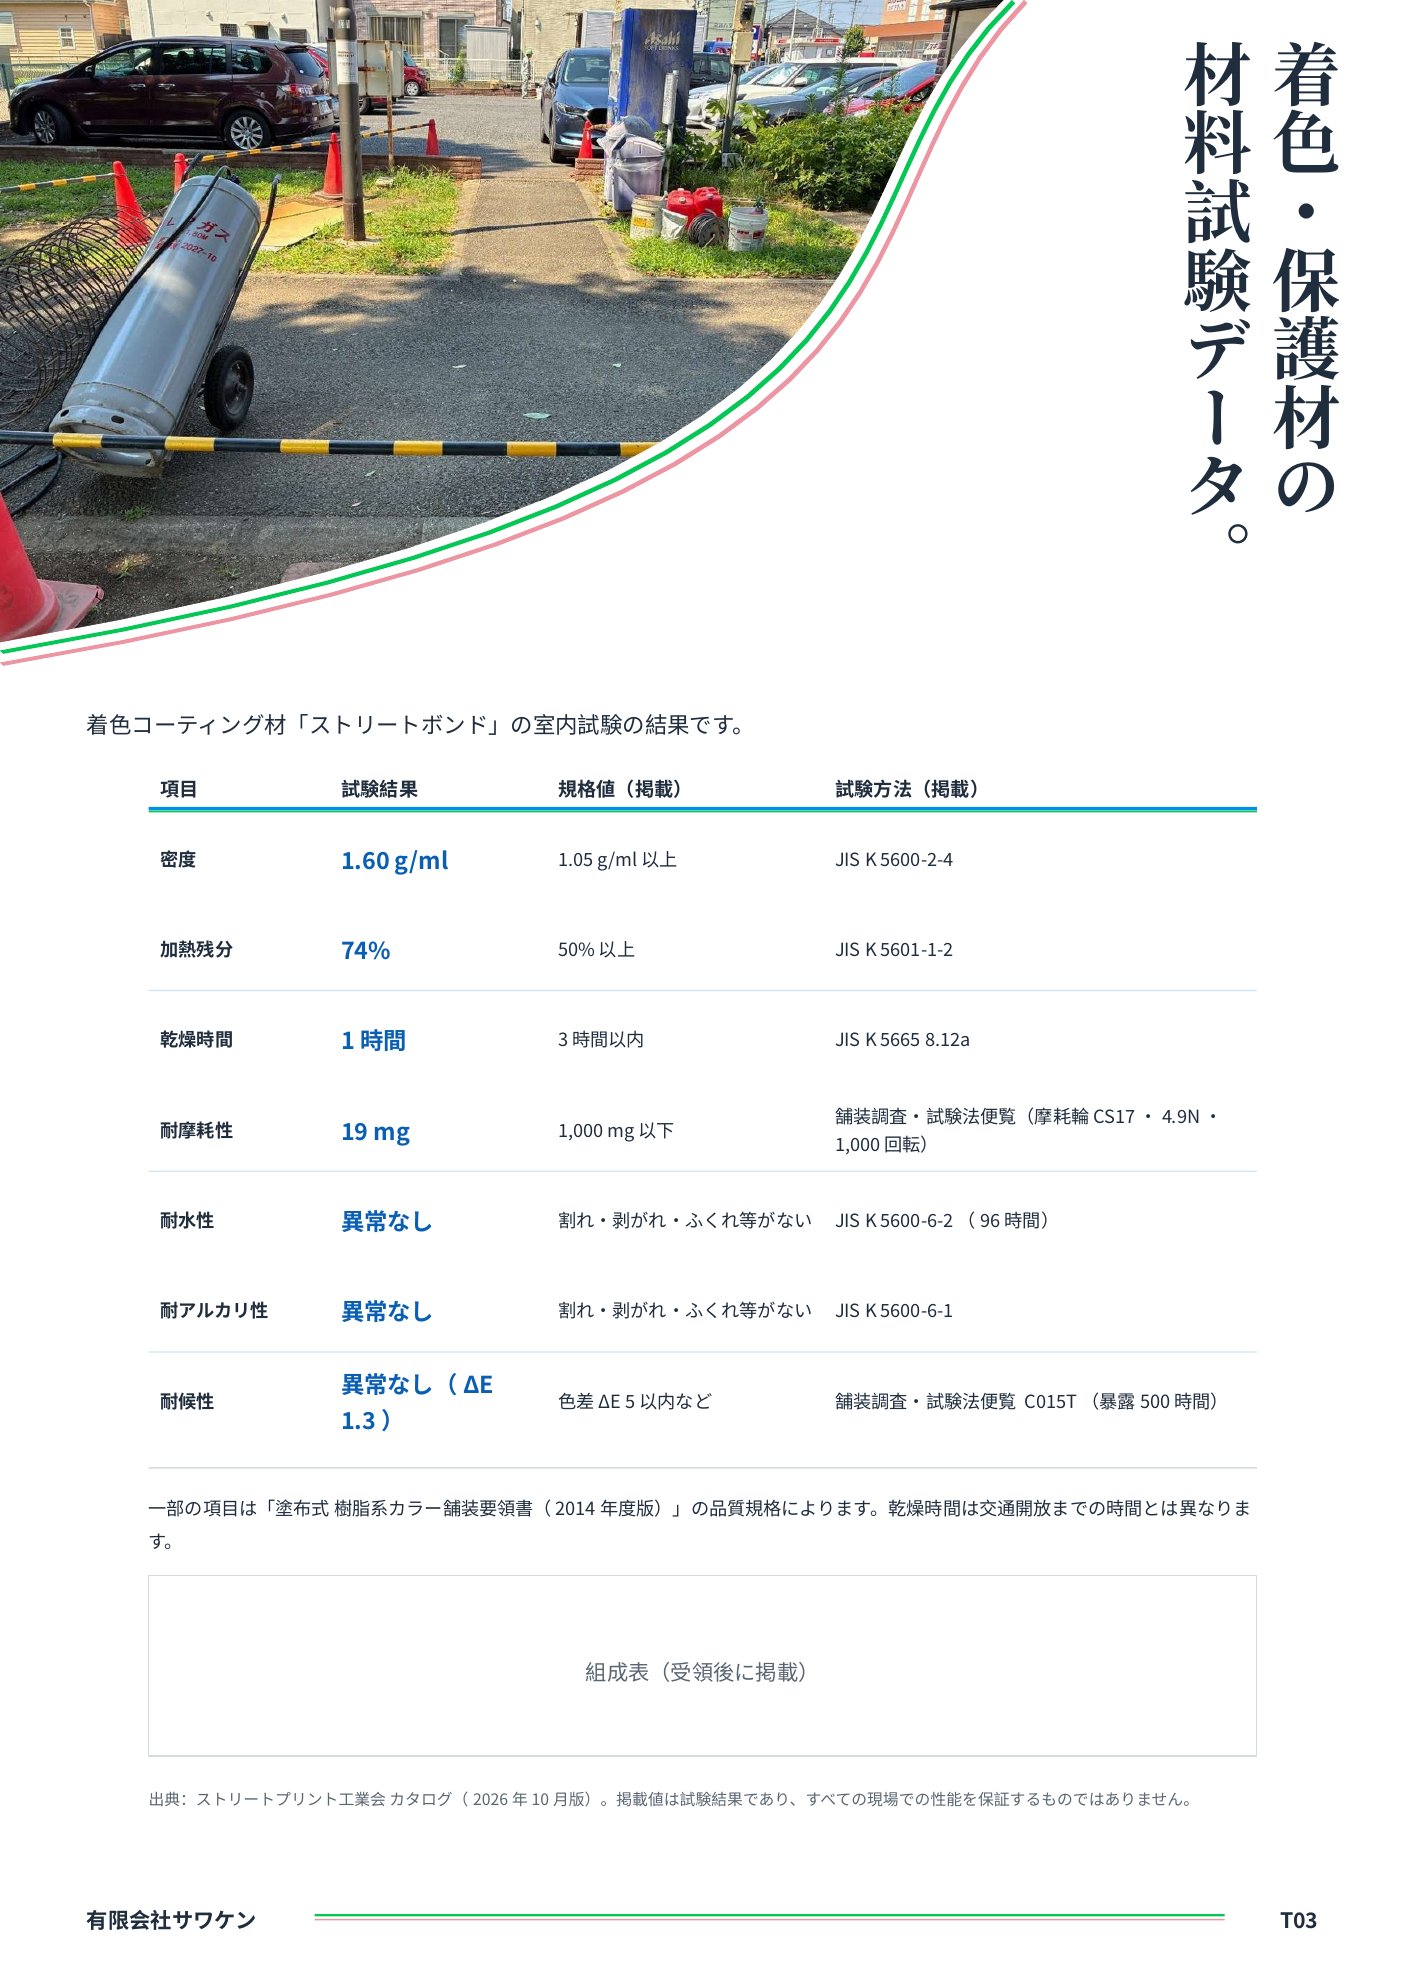 着色・保護材の
材料試験データ。
Asahi
SOFT DRINKS
ガス
2027-10
着色コーティング材「ストリートボンド」の室内試験の結果です。
項目 試験結果 規格値（掲載） 試験方法（掲載）
密度 1.60 g/ml 1.05 g/ml 以上 JIS K 5600-2-4
加熱残分 74% 50% 以上 JIS K 5601-1-2
乾燥時間 1 時間 3 時間以内 JIS K 5665 8.12a
耐摩耗性 19 mg 1,000 mg 以下 舗装調査・試験法便覧（摩耗輪 CS17 ・ 4.9N ・
1,000 回転）
耐水性 異常なし 割れ・剥がれ・ふくれ等がない JIS K 5600-6-2 （ 96 時間）
耐アルカリ性 異常なし 割れ・剥がれ・ふくれ等がない JIS K 5600-6-1
耐候性 異常なし（ ΔE
1.3 ） 色差 ΔE 5 以内など 舗装調査・試験法便覧 C015T （暴露 500 時間）
一部の項目は「塗布式 樹脂系カラー舗装要領書（ 2014 年度版）」の品質規格によります。乾燥時間は交通開放までの時間とは異なりま
す。
組成表（受領後に掲載）
出典：ストリートプリント工業会 カタログ（ 2026 年 10 月版）。掲載値は試験結果であり、すべての現場での性能を保証するものではありません。
有限会社サワケン
T03